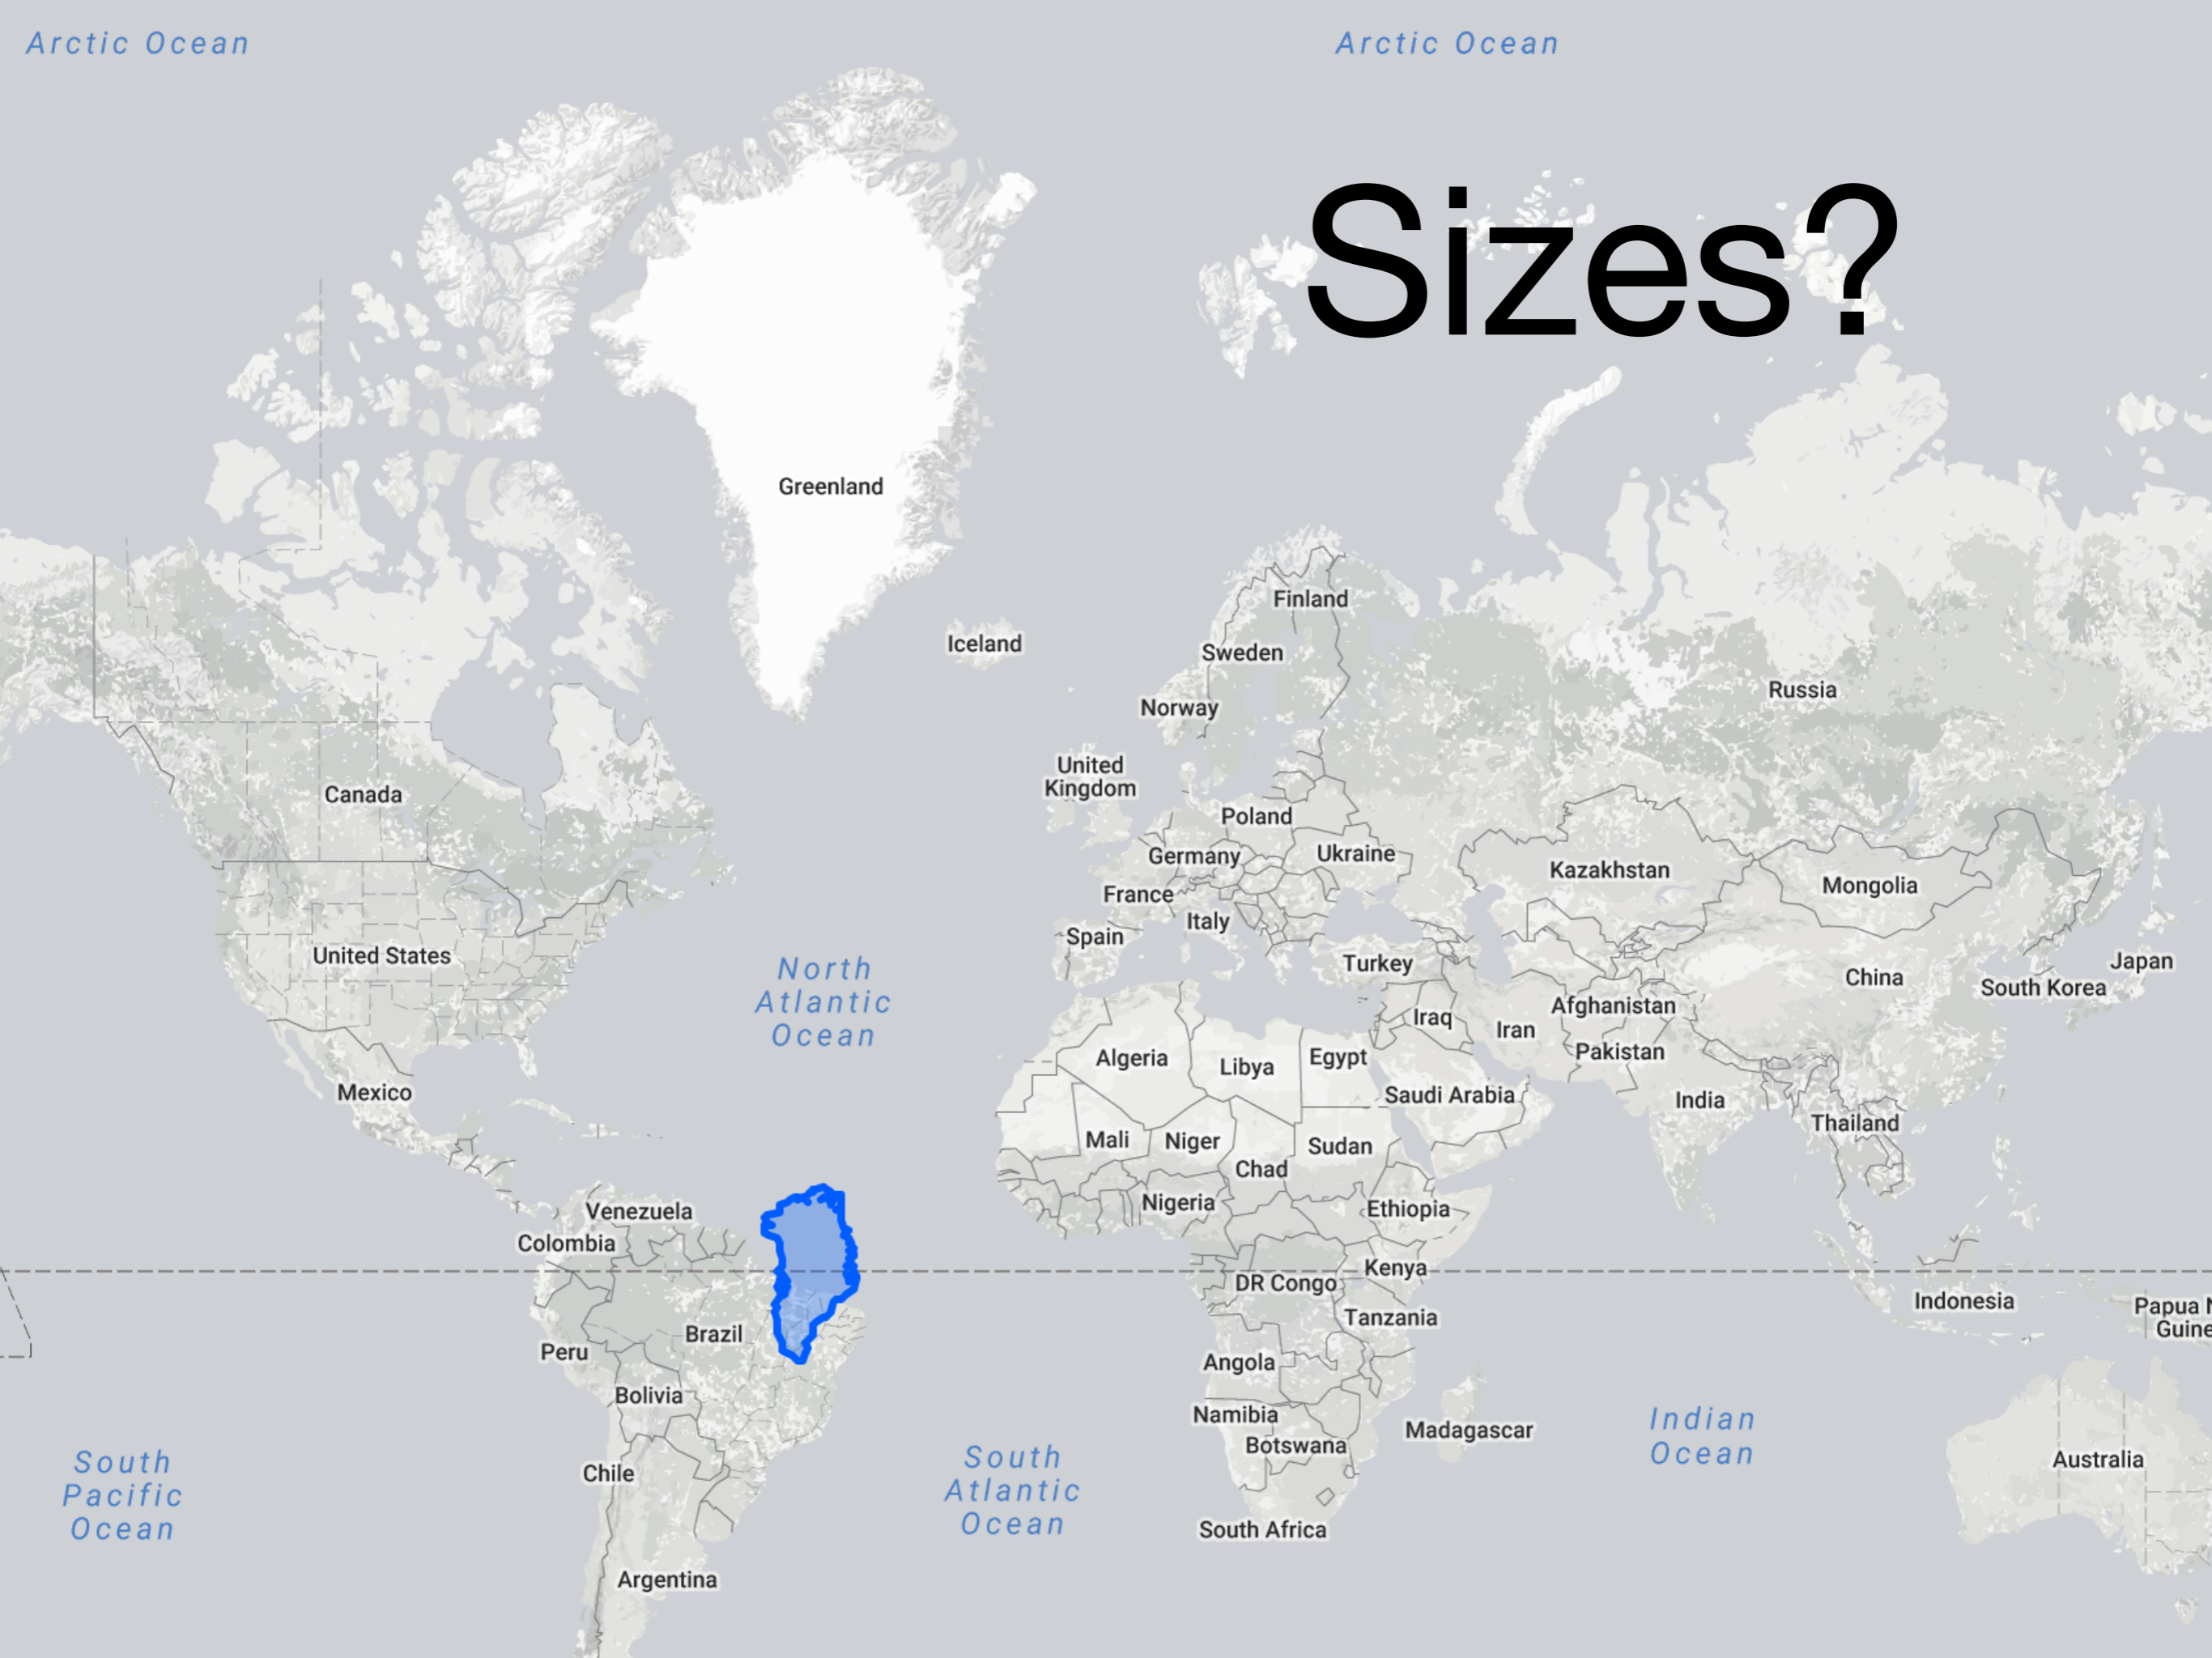 Arctic Ocean
Arctic Ocean
Sizes?
Greenland
Finland
Iceland
Sweden
Russia
Norway
United
Kingdom
Canada
Poland
Ukraine
Germany
Kazakhstan
Mongolia
France
Italy
Spain
United States
Turkey
Japan
China
South Korea
North
Atlantic
Ocean
Afghanistan
Iraq
Iran
Pakistan
Algeria
Libya
Egypt
Mexico
Saudi Arabia
India
Thailand
Mali
Niger
Sudan
Chad
Nigeria
Ethiopia
Venezuela
Colombia
Kenya
DR Congo
Indonesia
Papua N
Guine
Tanzania
Brazil
Peru
Angola
Bolivia
Namibia
Madagascar
Botswana
Indian
Ocean
Australia
South
Pacific
Ocean
Chile
South
Atlantic
Ocean
South Africa
Argentina